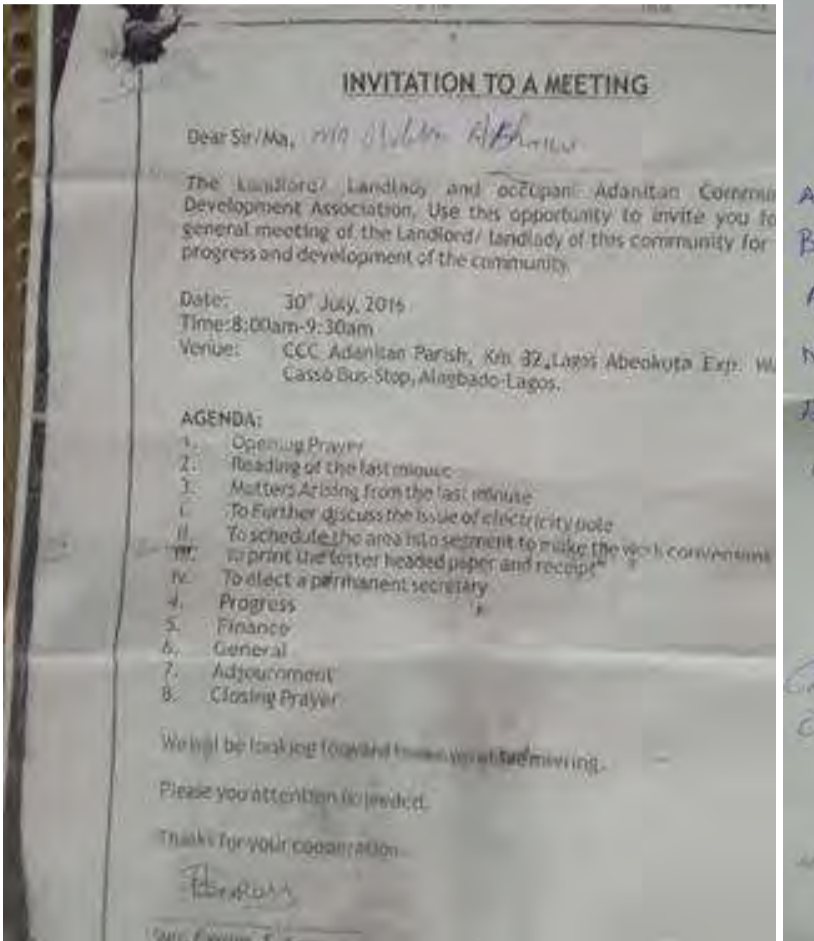 INVITATION TO A MEETING
Dear Sir/Ma,
The Landlord/ Landlady and occupant Adanitan Commu
Development Association, Use this opportunity to invite you fo
general meeting of the Landlord/ landlady of this community for
progress and development of the community.
Date: 30" July, 2016
Time:8:00am-9:30am
Venue: CCC Adanitan Parish, Km 32, Lagos Abeokuta Exp. Wa
Casso Bus-Stop, Alagbado-Lagos.
AGENDA:
1. Opening Prayer
2. Reading of the last minute
3. Matters Arising from the last minute
i. To Further discuss the issue of electricity pole
ii. To schedule the area into segment to make the work convenient
iii. To print the letter headed paper and receipt
iv. To elect a permanent secretary
4. Progress
5. Finance
6. General
7. Adjournment
8. Closing Prayer
We will be looking forward the meeting.
Please you attention is needed.
Thanks for your cooperation.